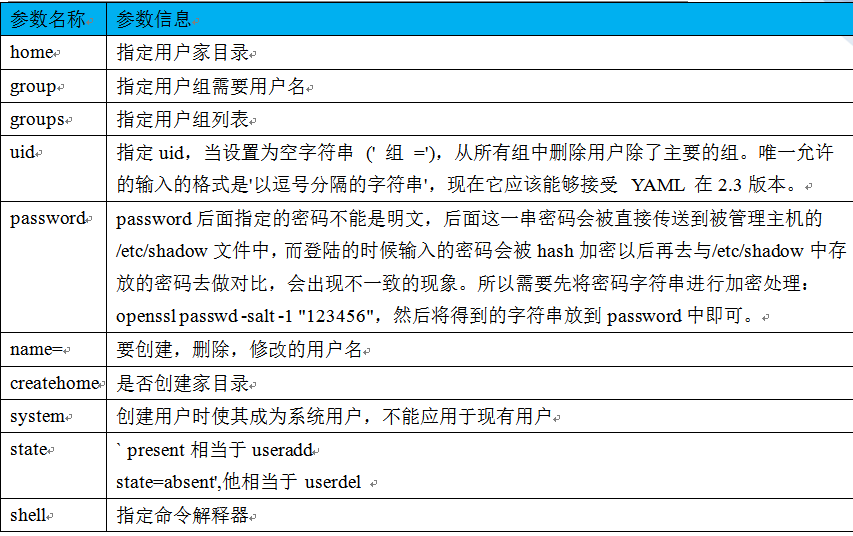 参数名称 参数信息
home 指定用户家目录
group 指定用户组需要用户名
groups 指定用户组列表
uid 指定 uid，当设置为空字符串 (' 组 =')，从所有组中删除用户除了主要的组。唯一允许
的输入的格式是'以逗号分隔的字符串'，现在它应该能够接受 YAML 在 2.3 版本。
password password 后面指定的密码不能是明文，后面这一串密码会被直接传送到被管理主机的
/etc/shadow 文件中，而登陆的时候输入的密码会被 hash 加密以后再去与/etc/shadow 中存
放的密码去做对比，会出现不一致的现象。所以需要先将密码字符串进行加密处理：
openssl passwd -salt -1 "123456"，然后将得到的字符串放到 password 中即可。
name= 要创建，删除，修改的用户名
createhome 是否创建家目录
system 创建用户时使其成为系统用户，不能应用于现有用户
state ` present 相当于 useradd
state=absent',他相当于 userdel
shell 指定命令解释器